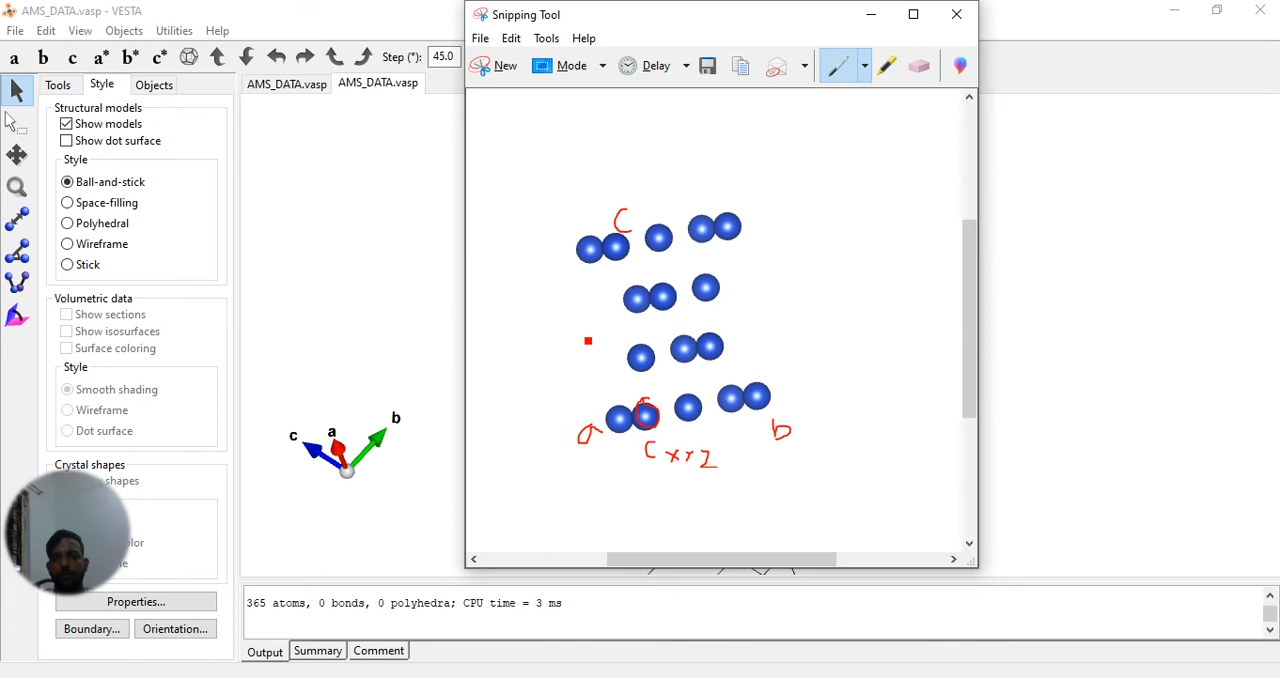 AMS_DATA.vasp - VESTA
File Edit View Objects Utilities Help
a b c a* b* c* Step (°): 45.0
Tools Style Objects
AMS_DATA.vasp AMS_DATA.vasp
Structural models
Show models
Show dot surface
Style
Ball-and-stick
Space-filling
Polyhedral
Wireframe
Stick
Volumetric data
Show sections
Show isosurfaces
Surface coloring
Style
Smooth shading
Wireframe
Dot surface
Crystal shapes
Properties...
Boundary... Orientation...
c a b
Snipping Tool
File Edit Tools Help
New Mode Delay
C
a b
C x Y Z
365 atoms, 0 bonds, 0 polyhedra; CPU time = 3 ms
Output Summary Comment